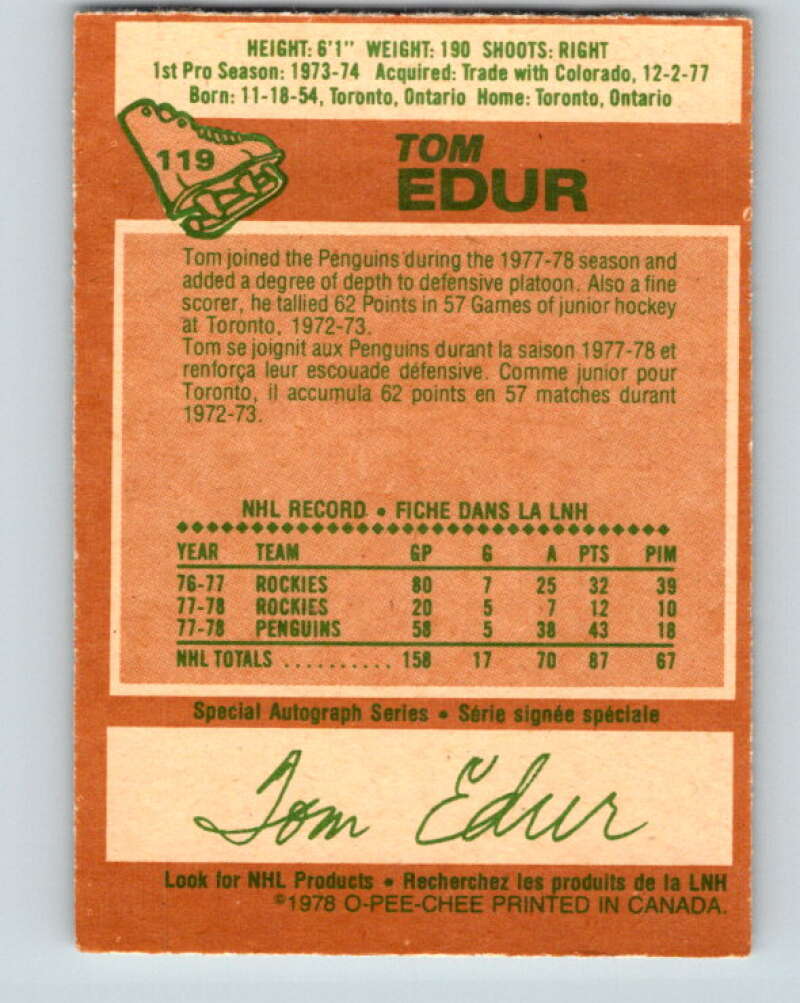 HEIGHT: 6'1" WEIGHT: 190 SHOOTS: RIGHT
1st Pro Season: 1973-74 Acquired: Trade with Colorado, 12-2-77
Born: 11-18-54, Toronto, Ontario Home: Toronto, Ontario
119
TOM
EDUR
Tom joined the Penguins during the 1977-78 season and
added a degree of depth to defensive platoon. Also a fine
scorer, he tallied 62 Points in 57 Games of junior hockey
at Toronto, 1972-73.
Tom se joignit aux Penguins durant la saison 1977-78 et
renforça leur escouade défensive. Comme junior pour
Toronto, il accumula 62 points en 57 matches durant
1972-73.
NHL RECORD • FICHE DANS LA LNH
YEAR TEAM GP G A PTS PIM
76-77 ROCKIES 80 7 25 32 39
77-78 ROCKIES 20 5 7 12 10
77-78 PENGUINS 58 5 38 43 18
NHL TOTALS .......... 158 17 70 87 67
Special Autograph Series • Série signée spéciale
Tom Edur
Look for NHL Products • Recherchez les produits de la LNH
©1978 O-PEE-CHEE PRINTED IN CANADA.